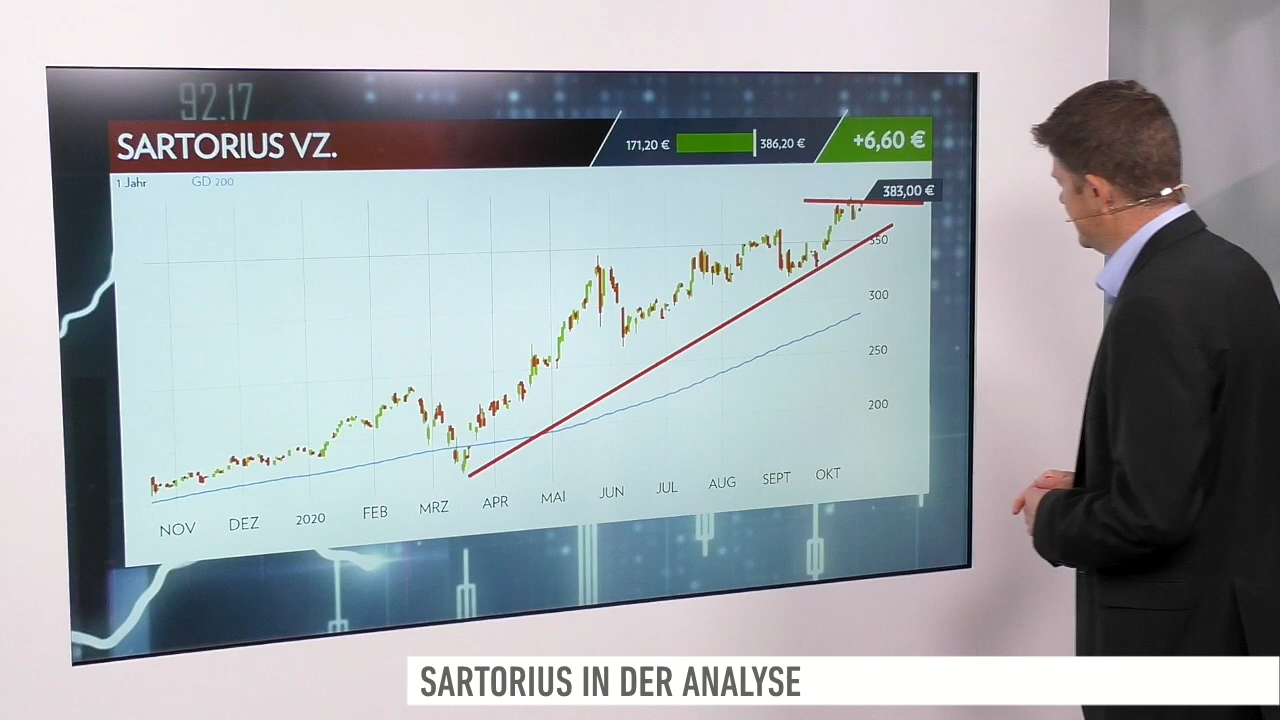 92.17
SARTORIUS VZ.
171,20 €
386,20 €
+6,60 €
1 Jahr
GD 200
383,00 €
350
300
250
200
NOV DEZ 2020 FEB MRZ APR MAI JUN JUL AUG SEPT OKT
SARTORIUS IN DER ANALYSE